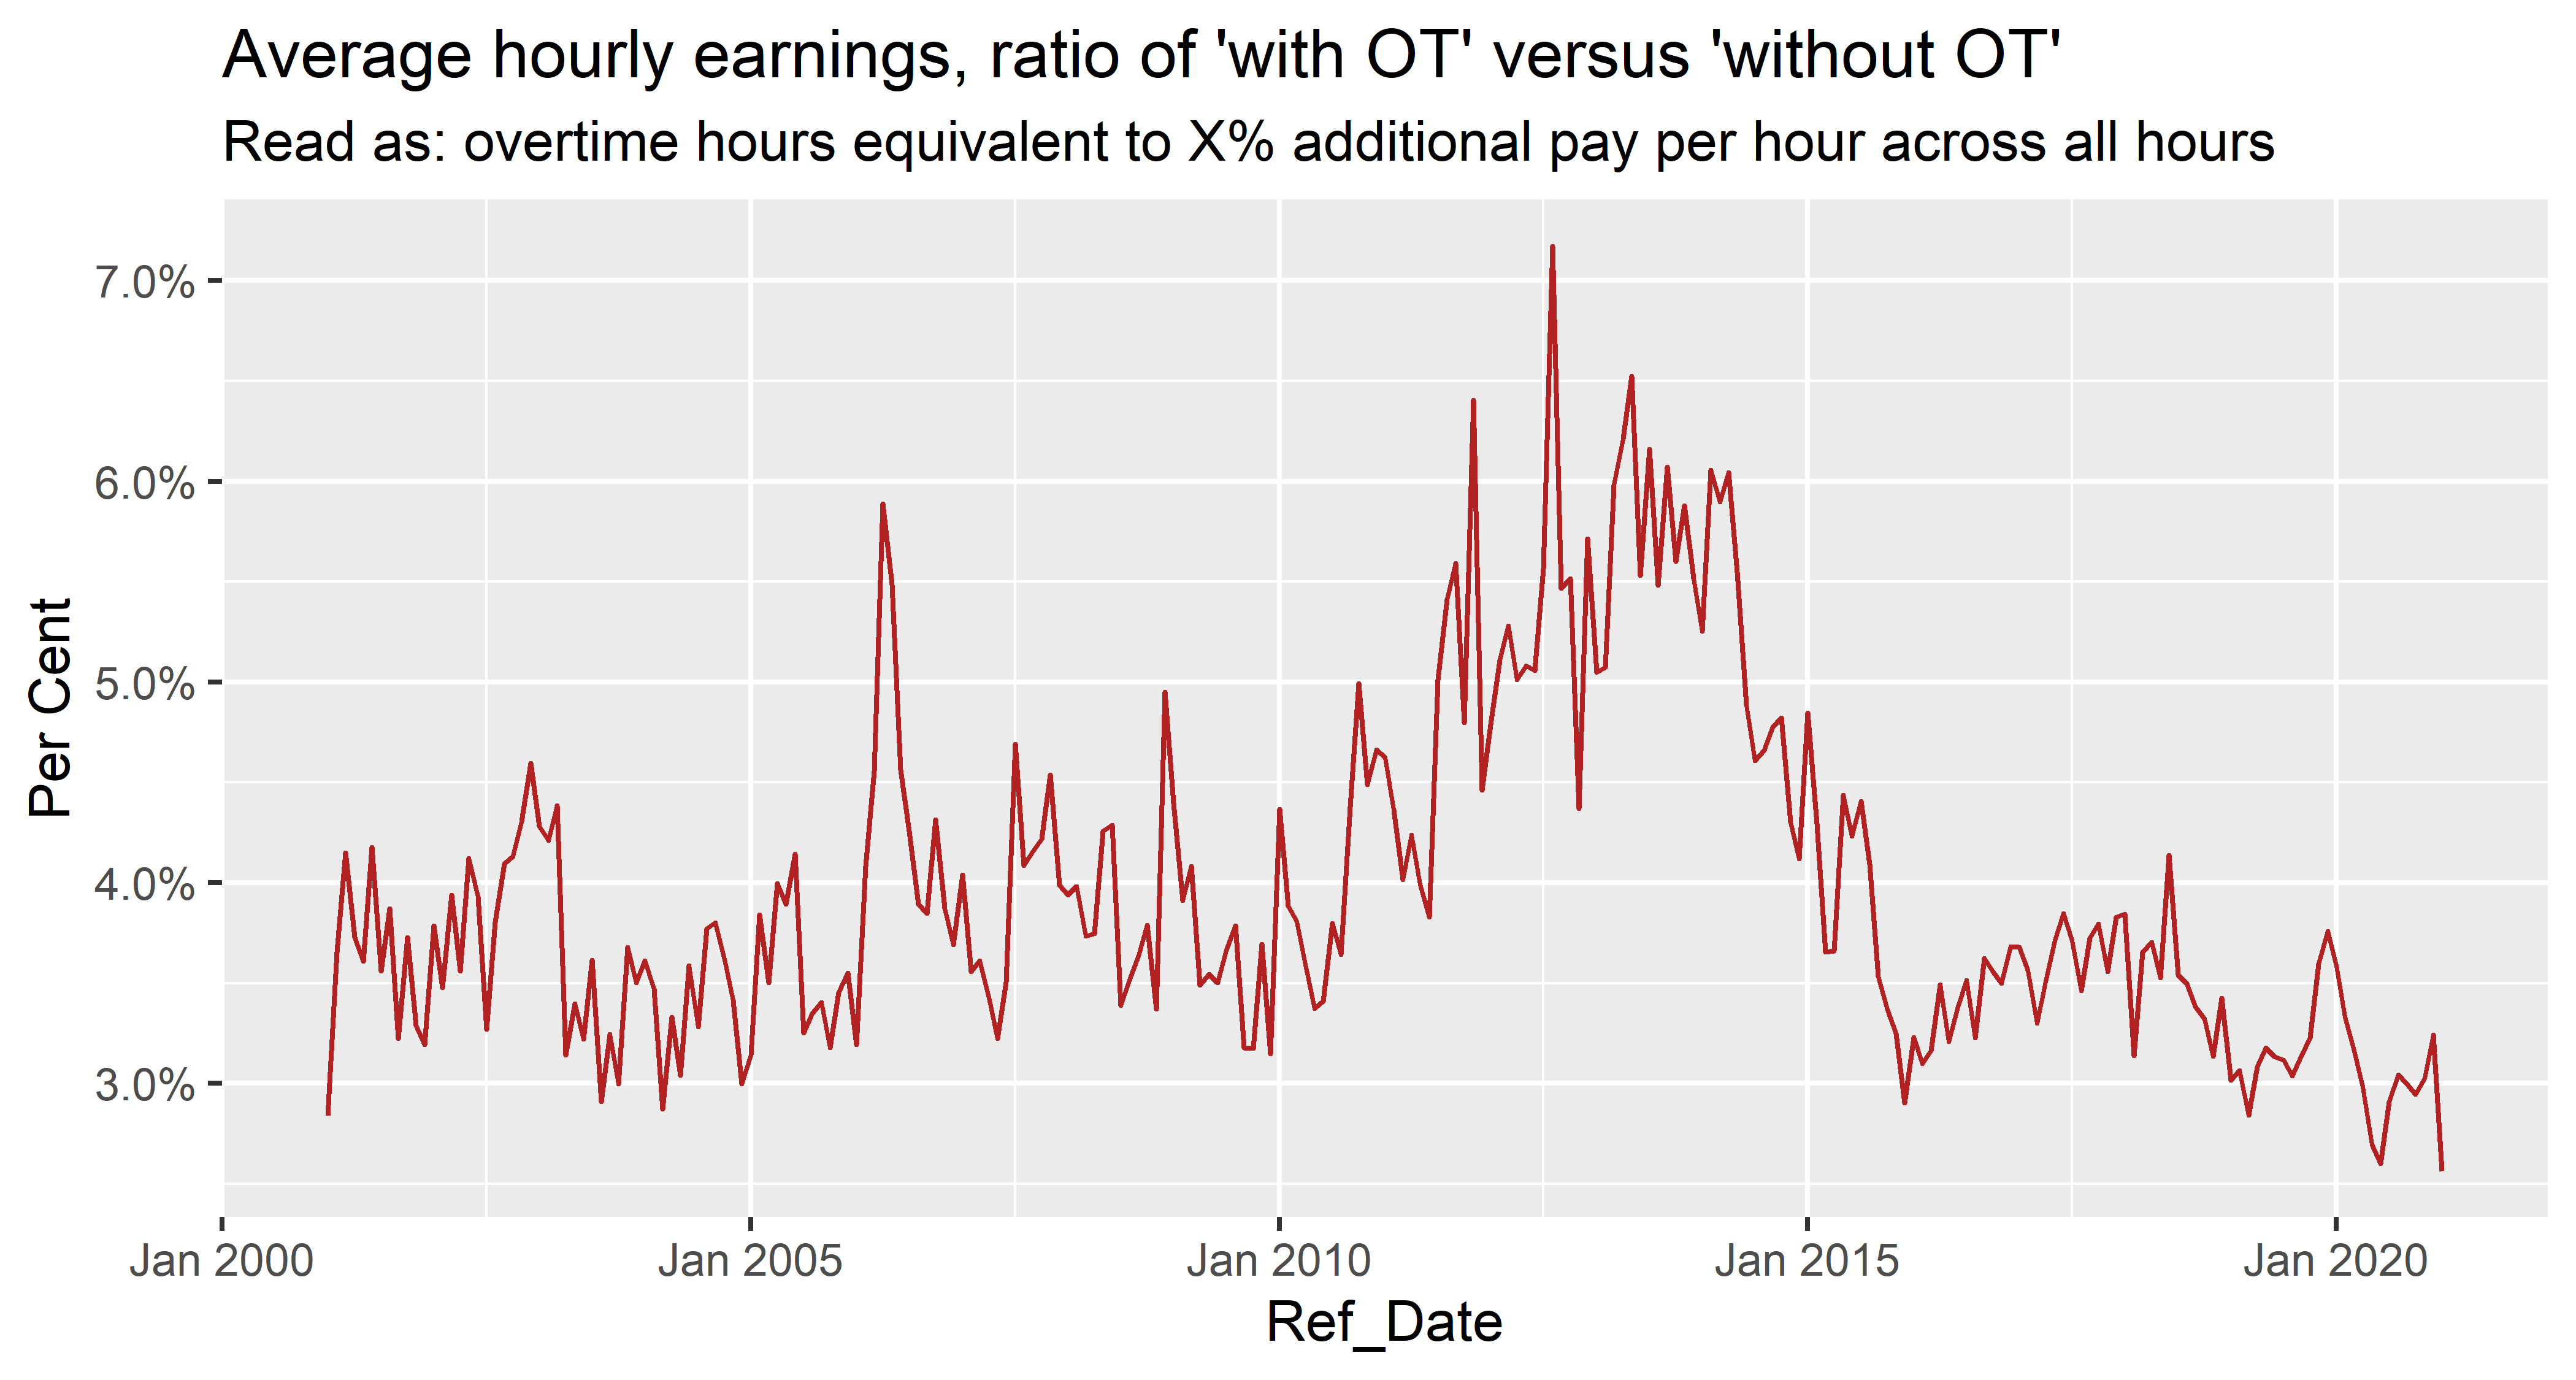 Average hourly earnings, ratio of 'with OT' versus 'without OT'
Read as: overtime hours equivalent to X% additional pay per hour across all hours
7.0%
6.0%
5.0%
4.0%
3.0%
Per Cent
Jan 2000 Jan 2005 Jan 2010 Jan 2015 Jan 2020
Ref_Date